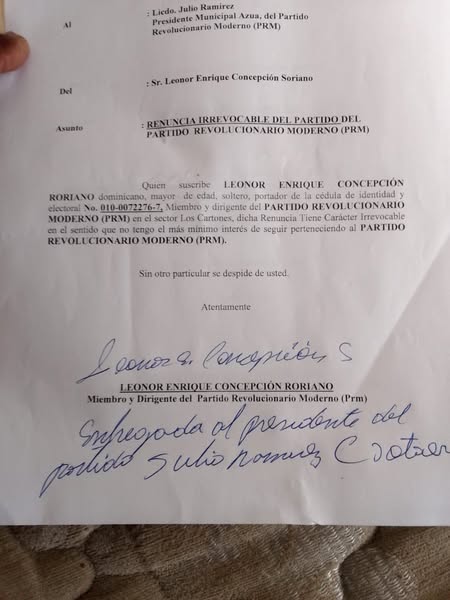 Al : Licdo. Julio Ramirez
Presidente Municipal Azua, del Partido
Revolucionario Moderno (PRM)
Del : Sr. Leonor Enrique Concepción Soriano
Asunto : RENUNCIA IRREVOCABLE DEL PARTIDO DEL
PARTIDO REVOLUCIONARIO MODERNO (PRM)
Quien suscribe LEONOR ENRIQUE CONCEPCIÓN
RORIANO dominicano, mayor de edad, soltero, portador de la cédula de identidad y
electoral No. 010-0072276-7, Miembro y dirigente del PARTIDO REVOLUCIONARIO
MODERNO (PRM) en el sector Los Cartones, dicha Renuncia Tiene Carácter Irrevocable
en el sentido que no tengo el más mínimo interés de seguir perteneciendo al PARTIDO
REVOLUCIONARIO MODERNO (PRM).
Sin otro particular se despide de usted.
Atentamente
Leonor E. Concepción S
LEONOR ENRIQUE CONCEPCIÓN RORIANO
Miembro y Dirigente del Partido Revolucionario Moderno (Prm)
Entregada al presidente del
partido Julio